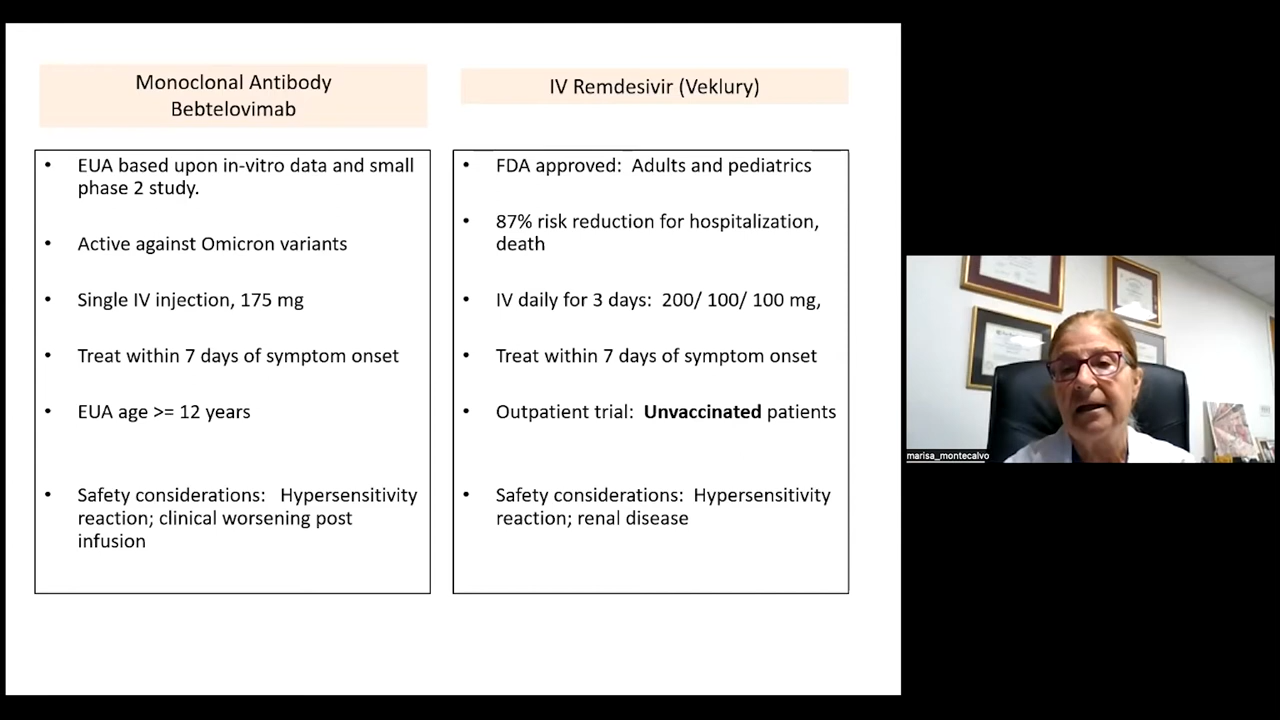 Monoclonal Antibody
Bebtelovimab
• EUA based upon in-vitro data and small
phase 2 study.
• Active against Omicron variants
• Single IV injection, 175 mg
• Treat within 7 days of symptom onset
• EUA age >= 12 years
• Safety considerations: Hypersensitivity
reaction; clinical worsening post
infusion
IV Remdesivir (Veklury)
• FDA approved: Adults and pediatrics
• 87% risk reduction for hospitalization,
death
• IV daily for 3 days: 200/ 100/ 100 mg,
• Treat within 7 days of symptom onset
• Outpatient trial: Unvaccinated patients
• Safety considerations: Hypersensitivity
reaction; renal disease
marisa_montecalvo